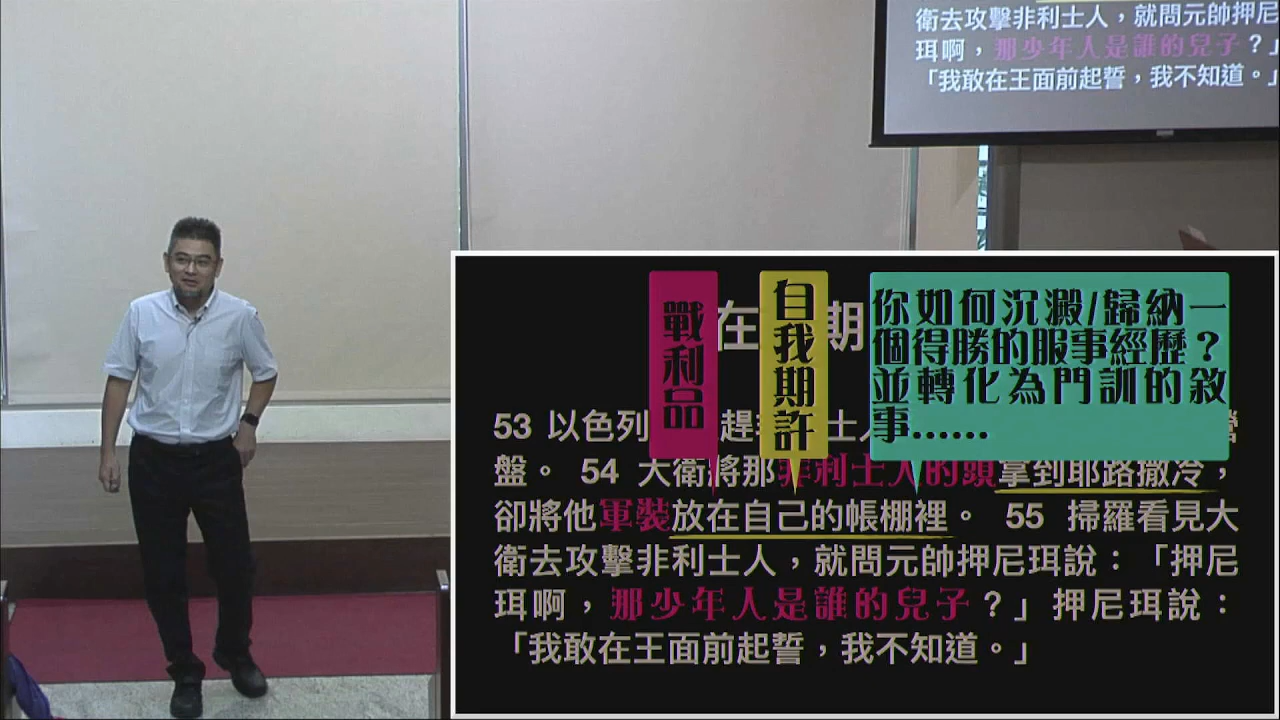 衛去攻擊非利士人，就問元帥押尼
珥啊，那少年人是誰的兒子？」
「我敢在王面前起誓，我不知道。」
戰利品
自我期許
在
期
你如何沉澱/歸納一
個得勝的服事經歷？
並轉化為門訓的敘
事......
53 以色列
趕
士
盤。 54 大衛將那非利士人的頭拿到耶路撒冷，
卻將他軍裝放在自己的帳棚裡。 55 掃羅看見大
衛去攻擊非利士人，就問元帥押尼珥說：「押尼
珥啊，那少年人是誰的兒子？」押尼珥說：
「我敢在王面前起誓，我不知道。」